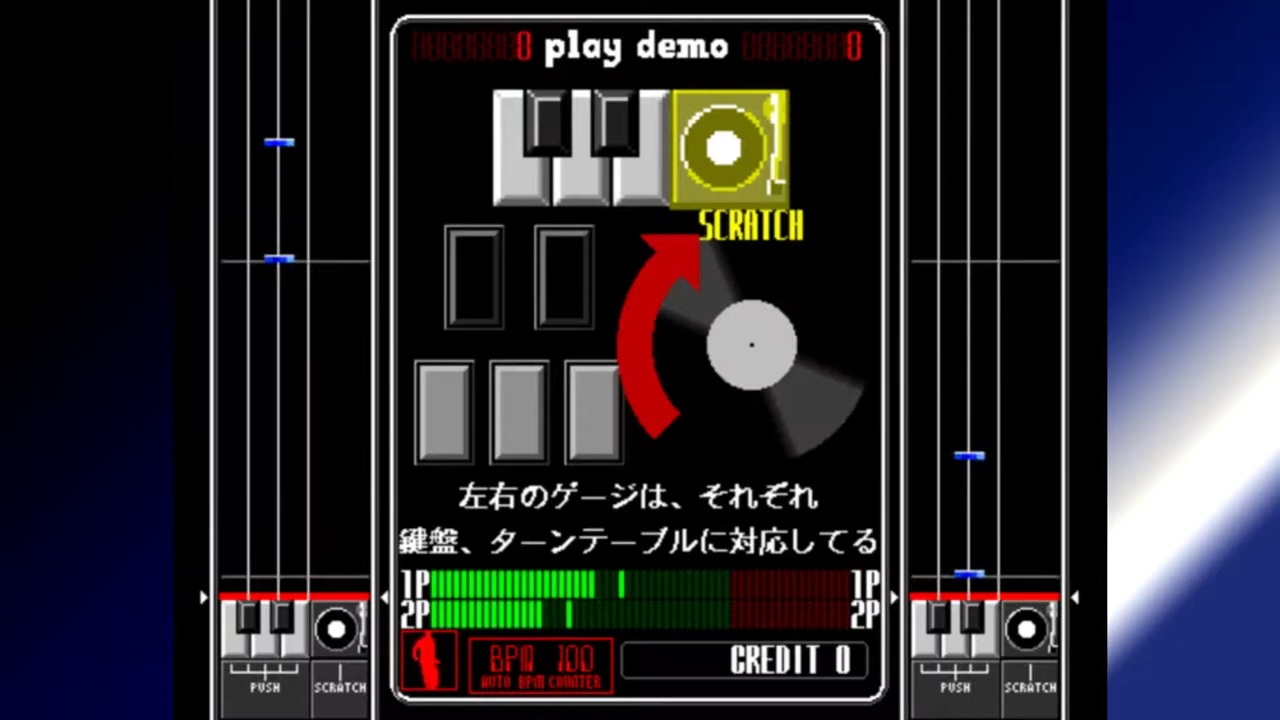 0 play demo 0
SCRATCH
左右のゲージは、それぞれ
鍵盤、ターンテーブルに対応してる
1P 1P
2P 2P
BPM 100
AUTO BPM COUNTER
CREDIT 0
PUSH SCRATCH
PUSH SCRATCH